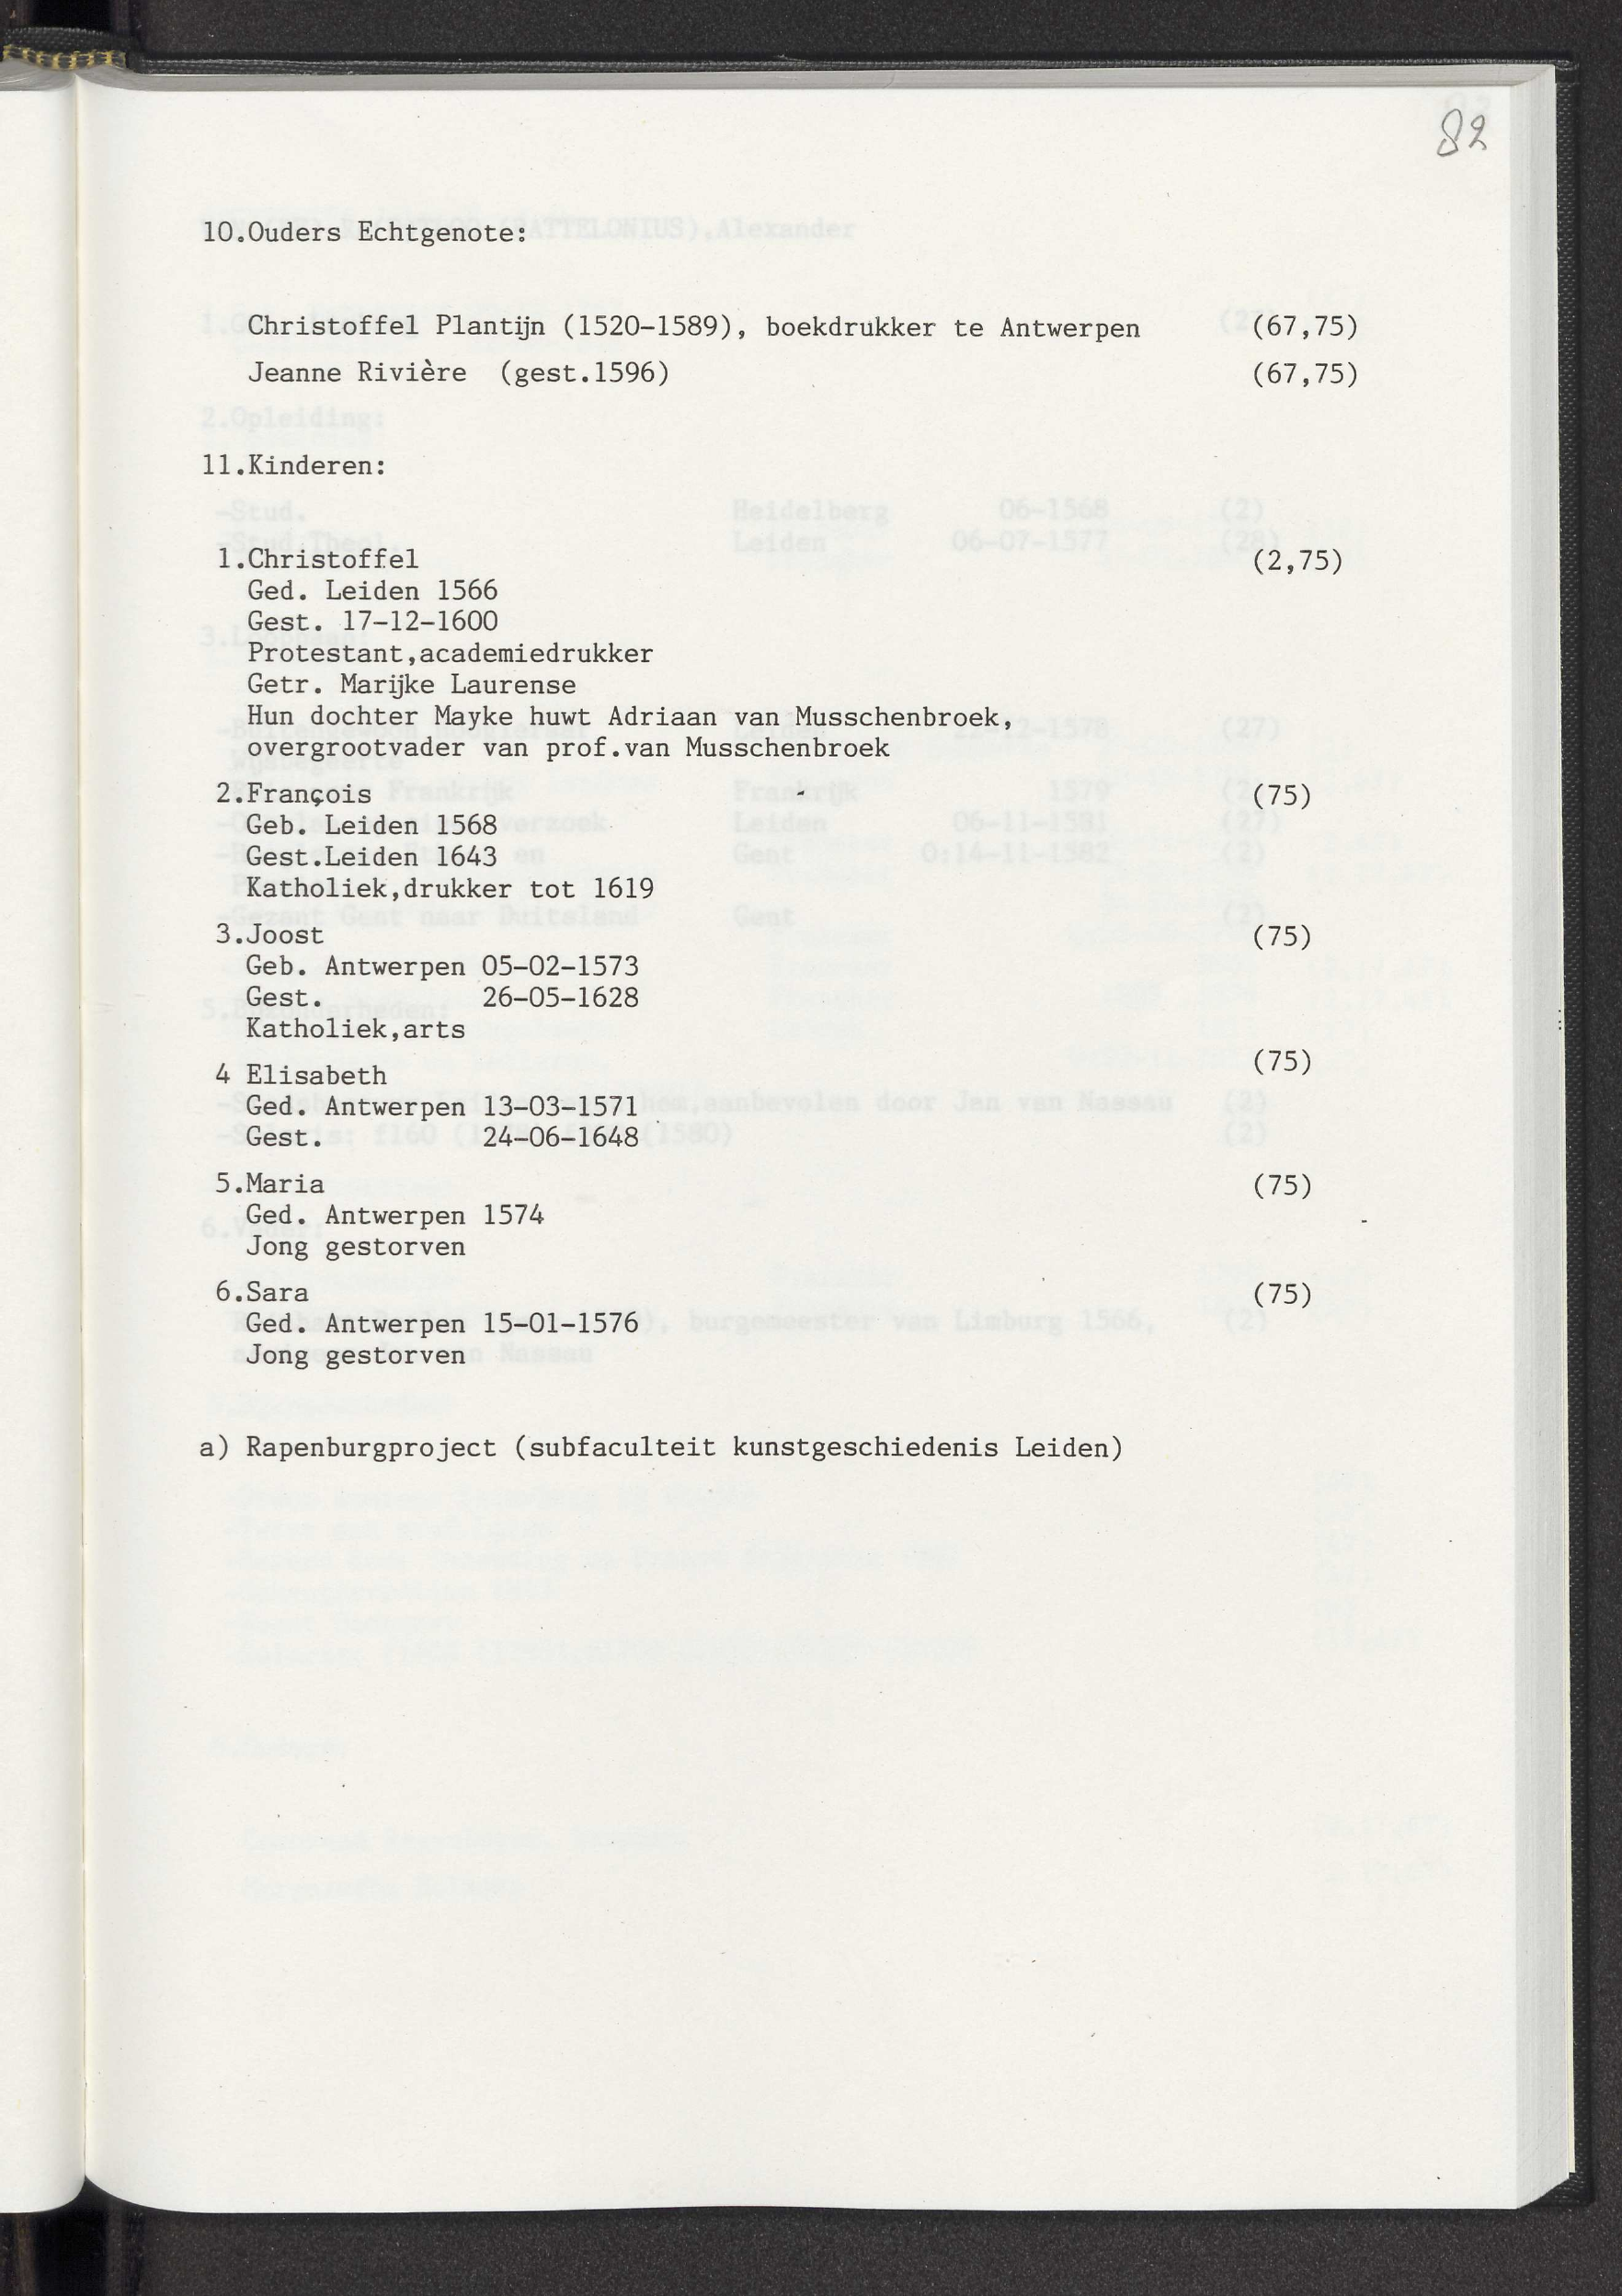 82
10.Ouders Echtgenote:
Christoffel Plantijn (1520-1589), boekdrukker te Antwerpen (67,75)
Jeanne Rivière (gest.1596) (67,75)
11.Kinderen:
1.Christoffel (2,75)
Ged. Leiden 1566
Gest. 17-12-1600
Protestant,academiedrukker
Getr. Marijke Laurense
Hun dochter Mayke huwt Adriaan van Musschenbroek,
overgrootvader van prof.van Musschenbroek
2.François (75)
Geb. Leiden 1568
Gest.Leiden 1643
Katholiek,drukker tot 1619
3.Joost (75)
Geb. Antwerpen 05-02-1573
Gest. 26-05-1628
Katholiek,arts
4 Elisabeth (75)
Ged. Antwerpen 13-03-1571
Gest. 24-06-1648
5.Maria (75)
Ged. Antwerpen 1574
Jong gestorven
6.Sara (75)
Ged. Antwerpen 15-01-1576
Jong gestorven
a) Rapenburgproject (subfaculteit kunstgeschiedenis Leiden)